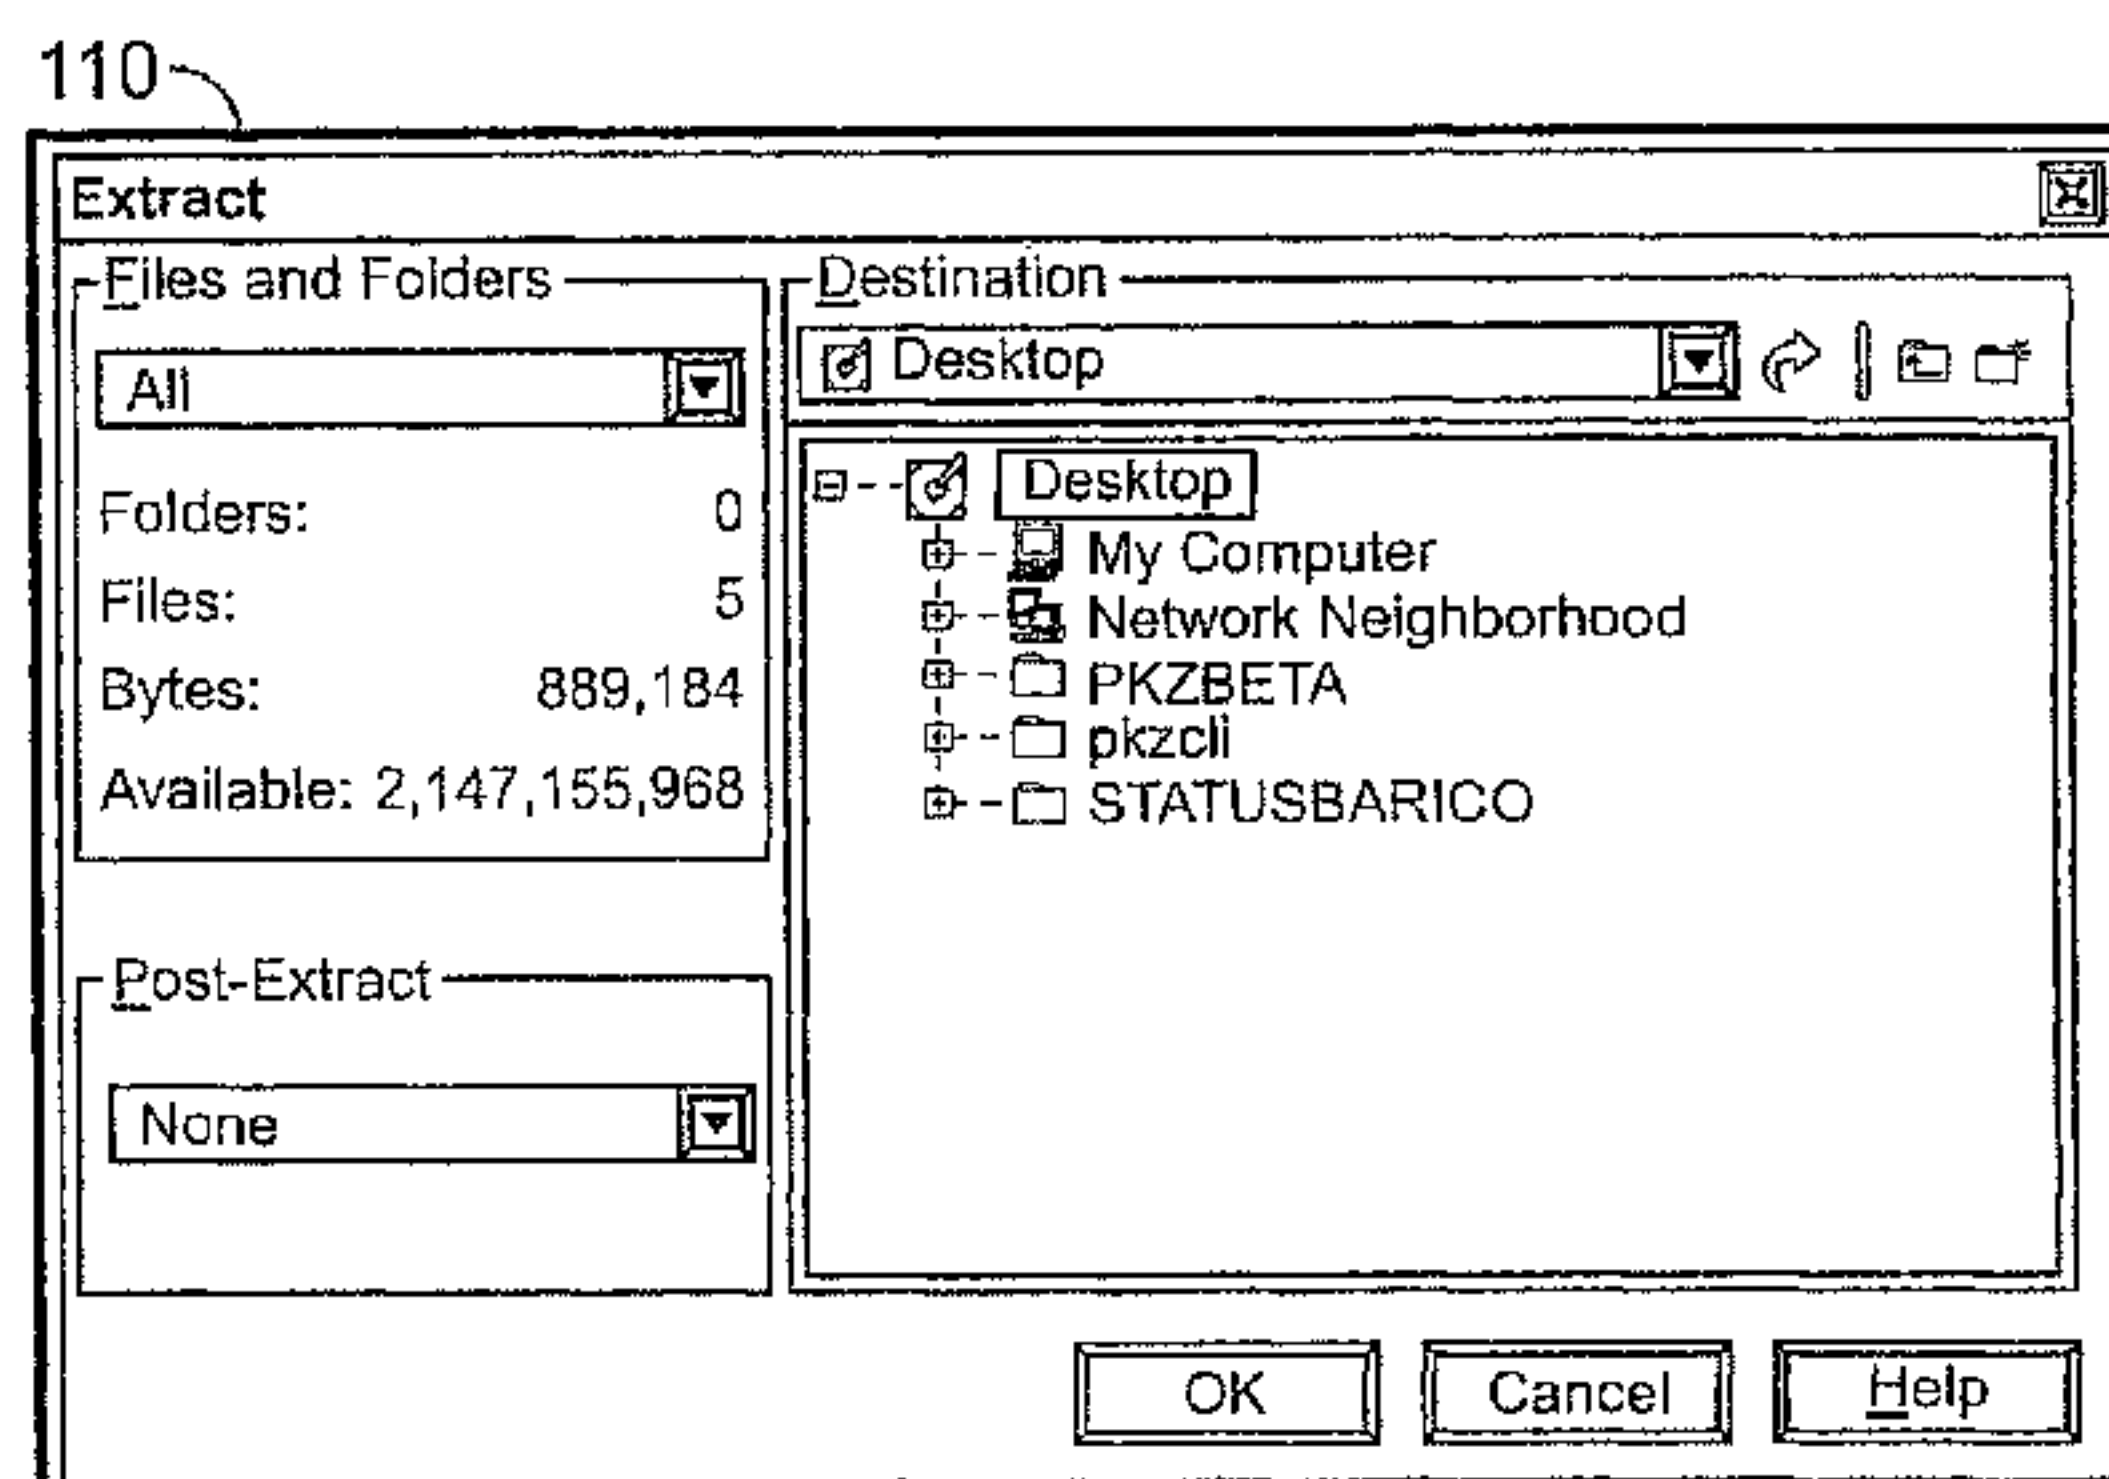 110
Extract
Files and Folders
All
Folders: 0
Files: 5
Bytes: 889,184
Available: 2,147,155,968
Post-Extract
None
Destination
Desktop
Desktop
My Computer
Network Neighborhood
PKZBETA
pkzcli
STATUSBARICO
OK Cancel Help